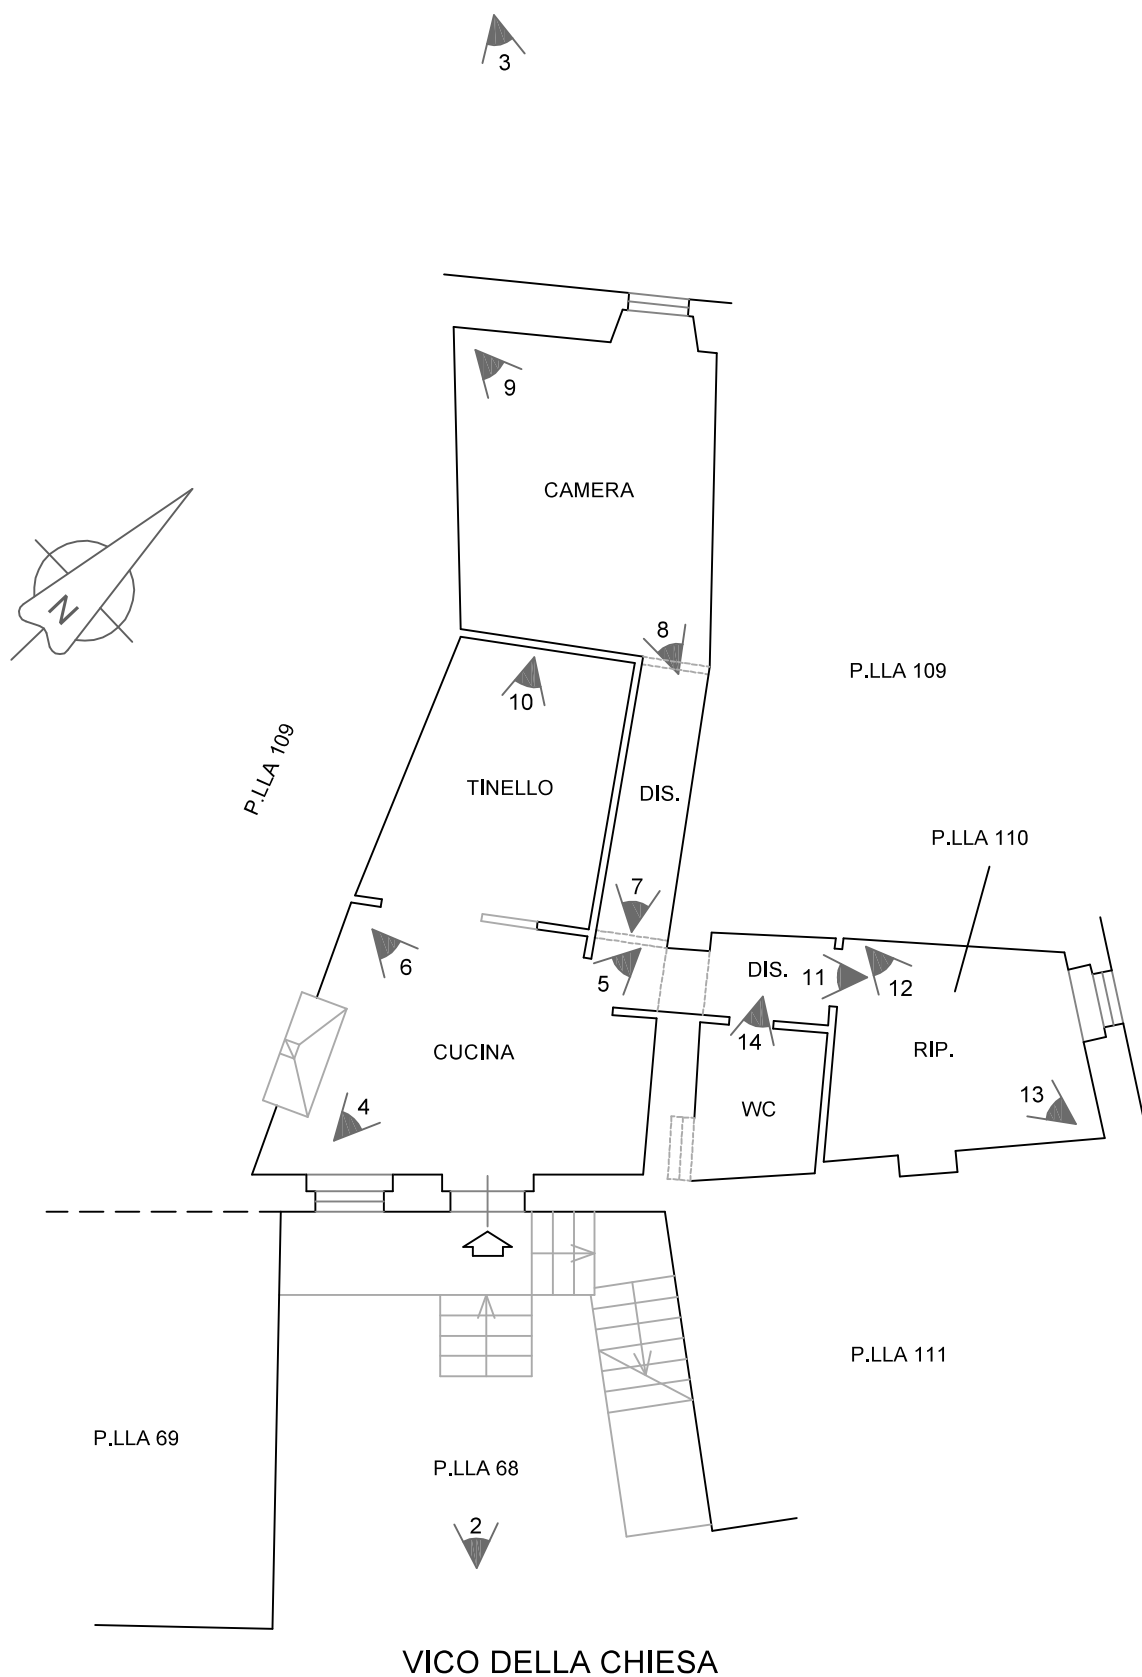 3
9
CAMERA
N
8
P.LLA 109
10
P.LLA 109
TINELLO
DIS.
P.LLA 110
7
6
5
DIS.
11
12
14
CUCINA
RIP.
4
WC
13
P.LLA 111
P.LLA 69
P.LLA 68
2
VICO DELLA CHIESA